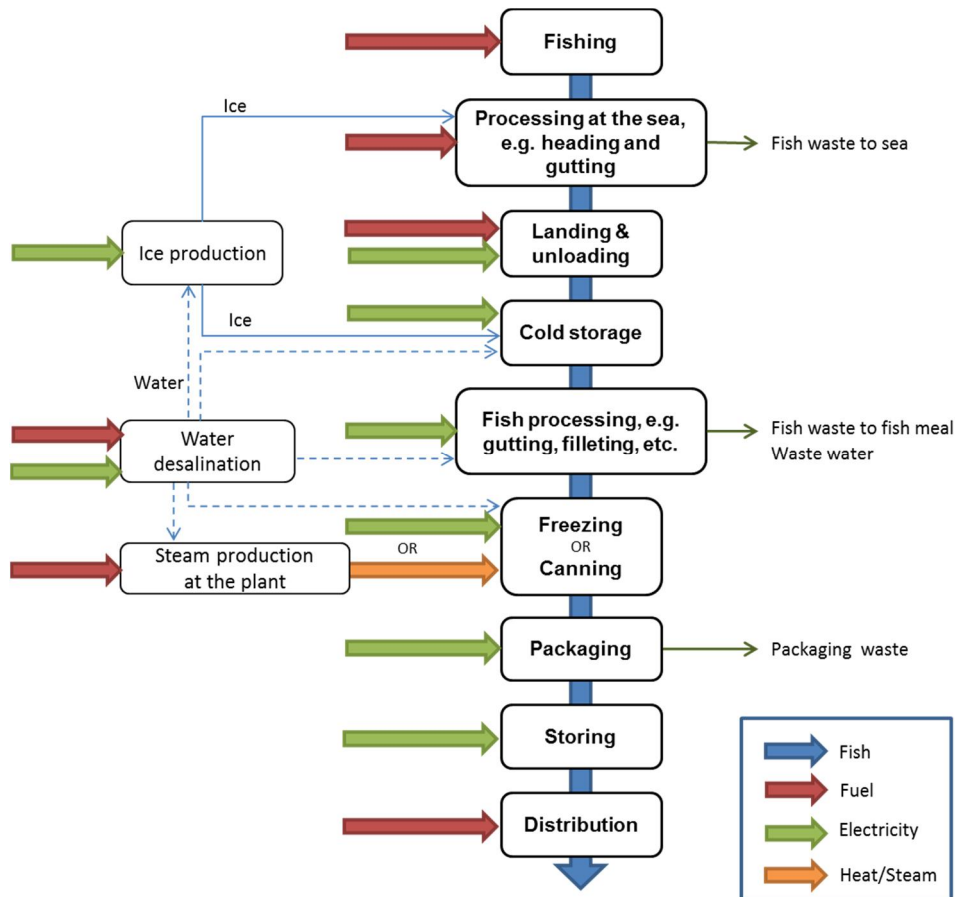 Fishing
Ice
Processing at the sea,
e.g. heading and
gutting
Fish waste to sea
Landing &
unloading
Ice production
Ice
Cold storage
Water
Fish processing, e.g.
gutting, filleting, etc.
Fish waste to fish meal
Waste water
Water
desalination
Freezing
OR
Canning
OR
Steam production
at the plant
Packaging
Packaging waste
Storing
Distribution
Fish
Fuel
Electricity
Heat/Steam